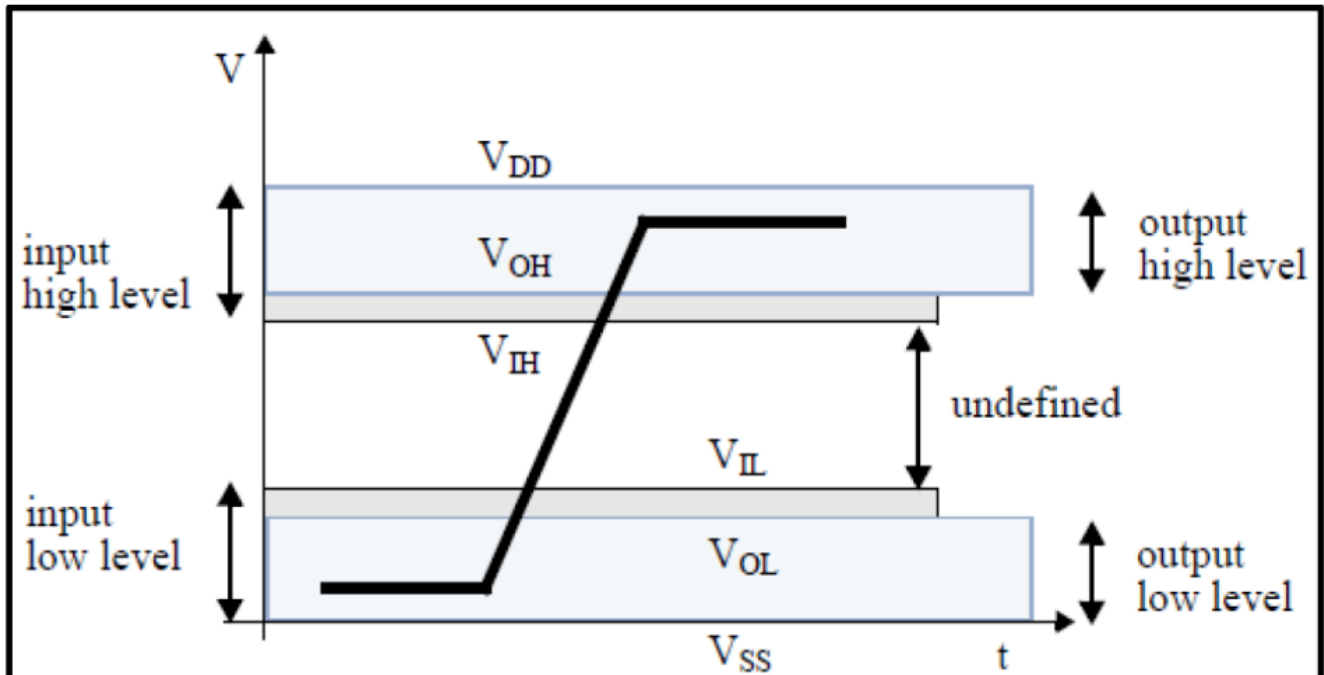 V
V_DD
input
high level
V_OH
output
high level
V_IH
undefined
V_IL
input
low level
V_OL
output
low level
V_SS
t